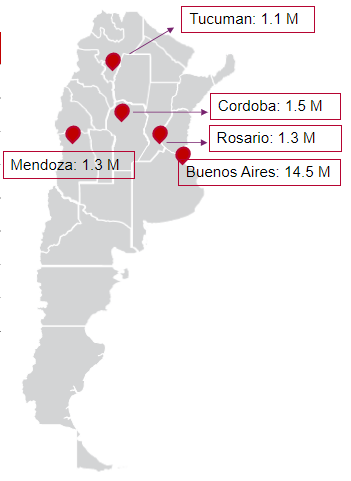 Tucuman: 1.1 M
Cordoba: 1.5 M
Rosario: 1.3 M
Mendoza: 1.3 M
Buenos Aires: 14.5 M